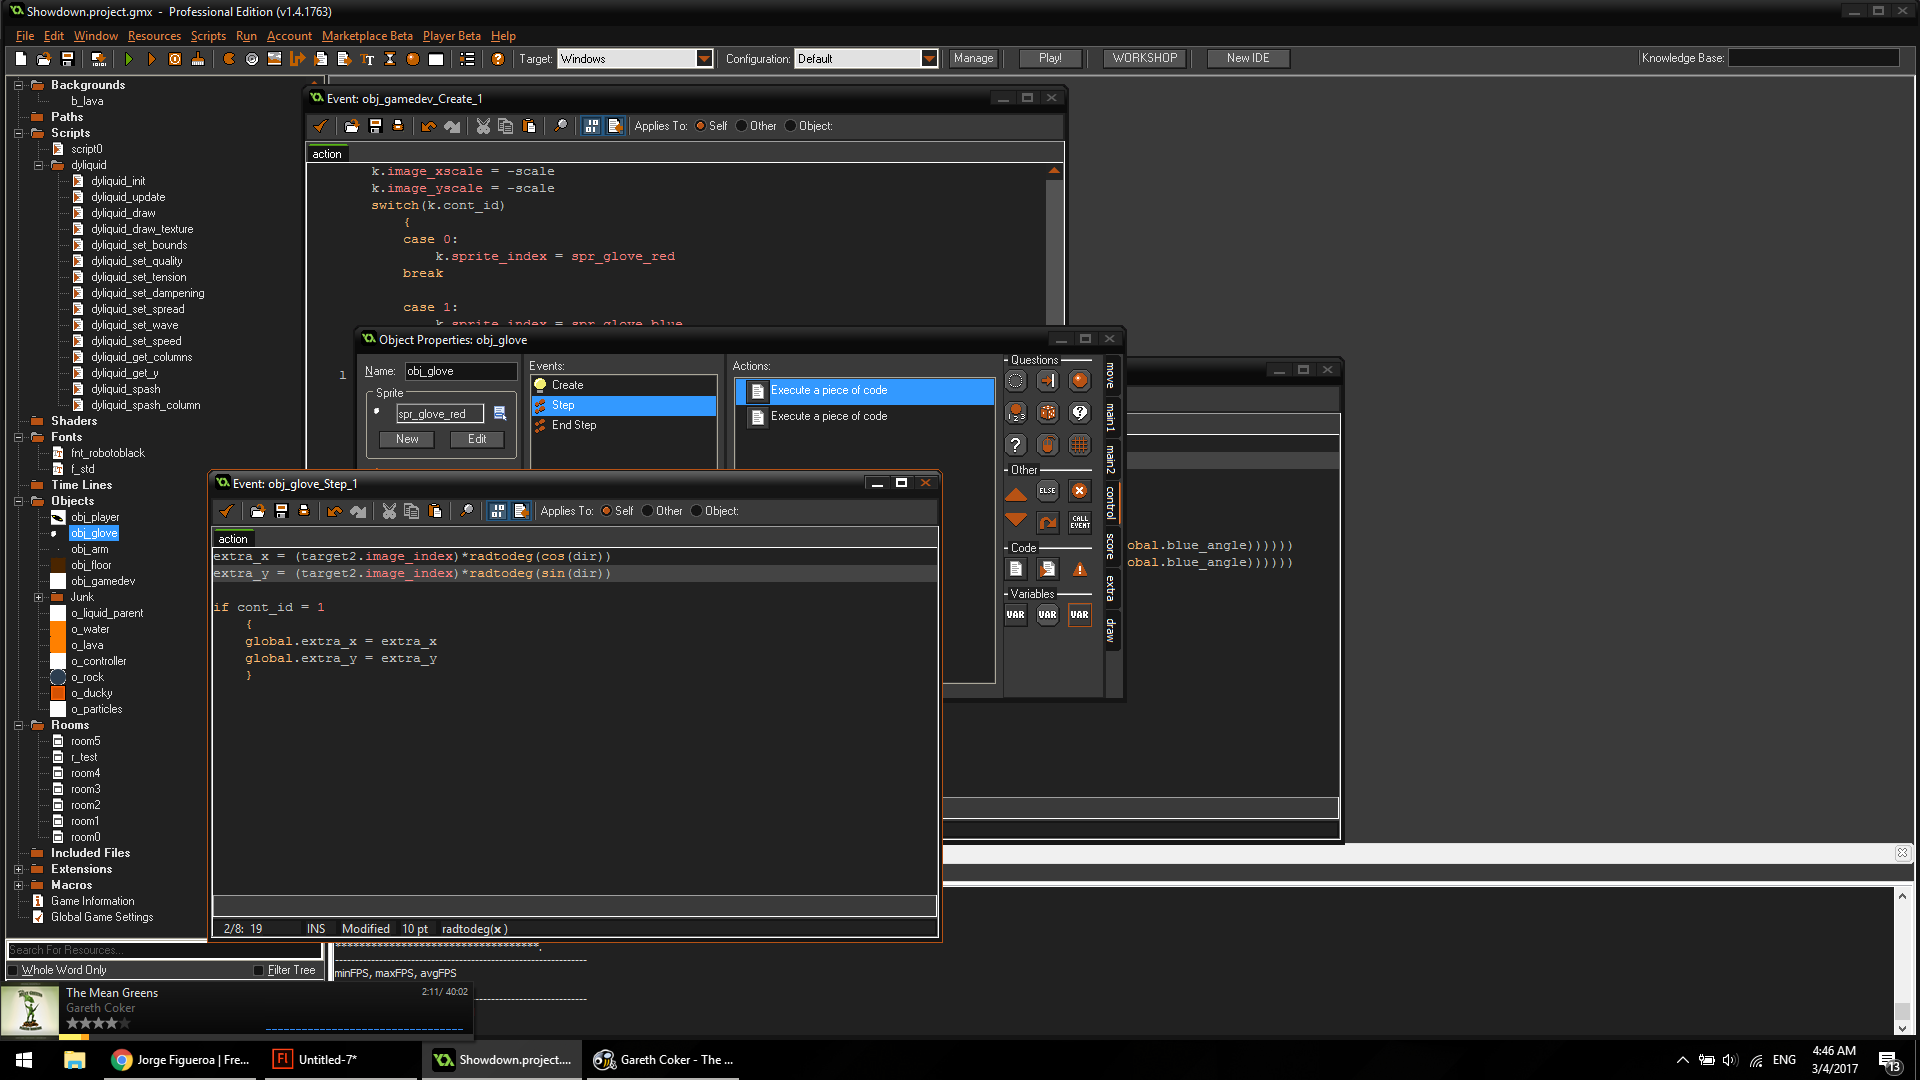 Showdown.project.gmx - Professional Edition (v1.4.1763)
File Edit Window Resources Scripts Run Account Marketplace Beta Player Beta Help
Target: Windows Configuration: Default Manage Play! WORKSHOP New IDE Knowledge Base:
Backgrounds
b_lava
Paths
Scripts
script0
dyliquid
dyliquid_init
dyliquid_update
dyliquid_draw
dyliquid_draw_texture
dyliquid_set_bounds
dyliquid_set_quality
dyliquid_set_tension
dyliquid_set_dampening
dyliquid_set_spread
dyliquid_set_wave
dyliquid_set_speed
dyliquid_get_columns
dyliquid_get_y
dyliquid_spash
dyliquid_spash_column
Shaders
Fonts
fnt_robotoblack
f_std
Time Lines
Objects
obj_player
obj_glove
obj_arm
obj_floor
obj_gamedev
Junk
o_liquid_parent
o_water
o_lava
o_controller
o_rock
o_ducky
o_particles
Rooms
room5
r_test
room4
room3
room2
room1
room0
Included Files
Extensions
Macros
Game Information
Global Game Settings
Search For Resources...
Whole Word Only Filter Tree
Event: obj_gamedev_Create_1
Applies To: Self Other Object:
action
k.image_xscale = -scale
k.image_yscale = -scale
switch(k.cont_id)
{
case 0:
k.sprite_index = spr_glove_red
break
case 1:
k.sprite_index = spr_glove_blue
1
Object Properties: obj_glove
Name: obj_glove
Sprite
spr_glove_red
New Edit
Events:
Create
Step
End Step
Actions:
Execute a piece of code
Execute a piece of code
Questions
Other
ELSE
CALL EVENT
Code
Variables
VAR VAR VAR
move
main1
main2
control
score
extra
draw
obal.blue_angle))))))
obal.blue_angle))))))
Event: obj_glove_Step_1
Applies To: Self Other Object:
action
extra_x = (target2.image_index)*radtodeg(cos(dir))
extra_y = (target2.image_index)*radtodeg(sin(dir))
if cont_id = 1
{
global.extra_x = extra_x
global.extra_y = extra_y
}
2/8: 19 INS Modified 10 pt radtodeg(x )
minFPS, maxFPS, avgFPS
The Mean Greens 2:11/ 40:02
Gareth Coker
Jorge Figueroa | Fre... Untitled-7* Showdown.project.... Gareth Coker - The ... ENG 4:46 AM
3/4/2017
13